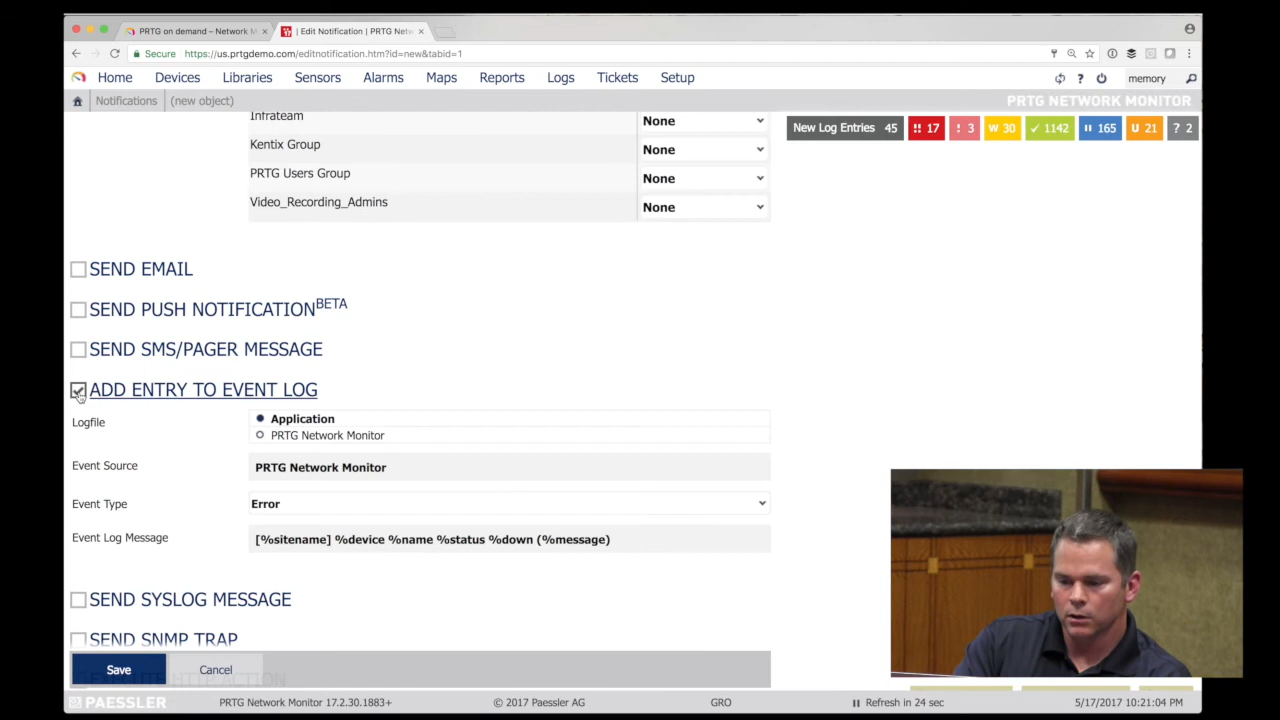 PRTG on demand – Network M
| Edit Notification | PRTG Netw
Secure https://us.prtgdemo.com/editnotification.htm?id=new&tabid=1
Home Devices Libraries Sensors Alarms Maps Reports Logs Tickets Setup ? memory
Notifications (new object) PRTG NETWORK MONITOR
New Log Entries 45 !! 17 ! 3 W 30 ✓ 1142 II 165 U 21 ? 2
Infrateam None
Kentix Group None
PRTG Users Group None
Video_Recording_Admins None
SEND EMAIL
SEND PUSH NOTIFICATION BETA
SEND SMS/PAGER MESSAGE
ADD ENTRY TO EVENT LOG
Logfile Application
PRTG Network Monitor
Event Source PRTG Network Monitor
Event Type Error
Event Log Message [%sitename] %device %name %status %down (%message)
SEND SYSLOG MESSAGE
SEND SNMP TRAP
Save Cancel
EXECUTE HTTP ACTION
PAESSLER PRTG Network Monitor 17.2.30.1883+ © 2017 Paessler AG GRO Refresh in 24 sec 5/17/2017 10:21:04 PM